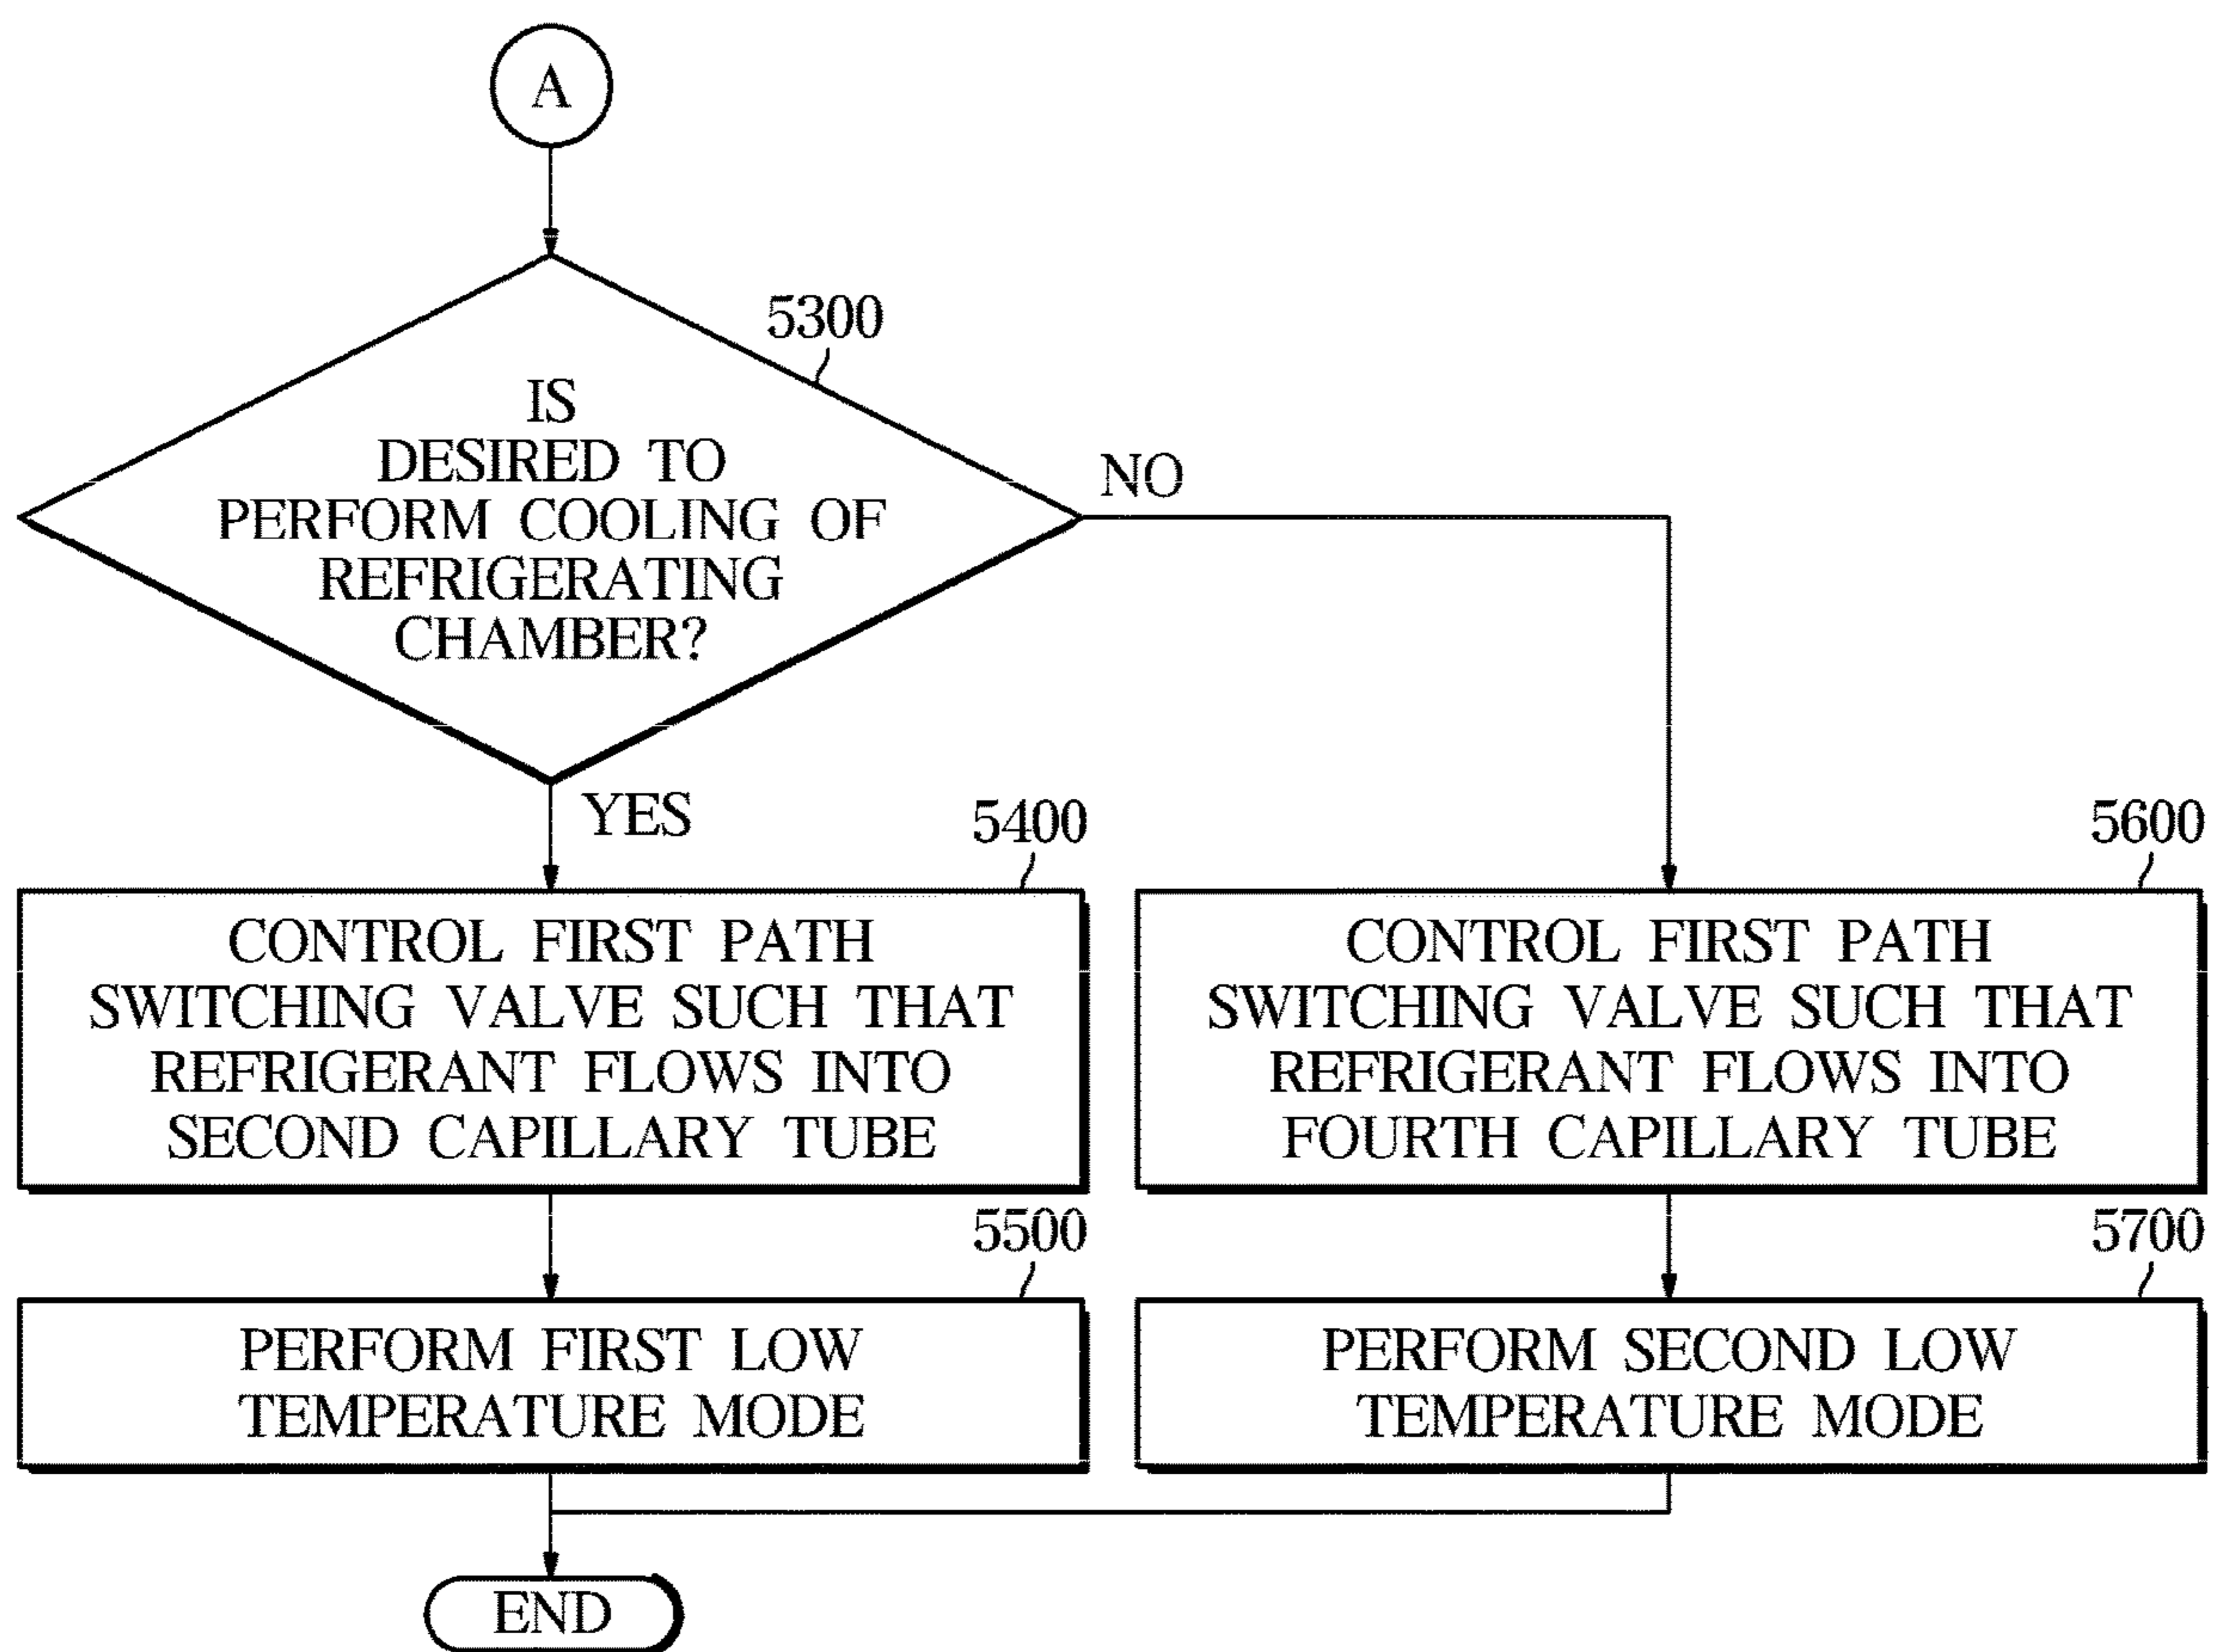 A
5300
IS
DESIRED TO
PERFORM COOLING OF
REFRIGERATING
CHAMBER?
NO
YES
5400
CONTROL FIRST PATH
SWITCHING VALVE SUCH THAT
REFRIGERANT FLOWS INTO
SECOND CAPILLARY TUBE
5600
CONTROL FIRST PATH
SWITCHING VALVE SUCH THAT
REFRIGERANT FLOWS INTO
FOURTH CAPILLARY TUBE
5500
PERFORM FIRST LOW
TEMPERATURE MODE
5700
PERFORM SECOND LOW
TEMPERATURE MODE
END